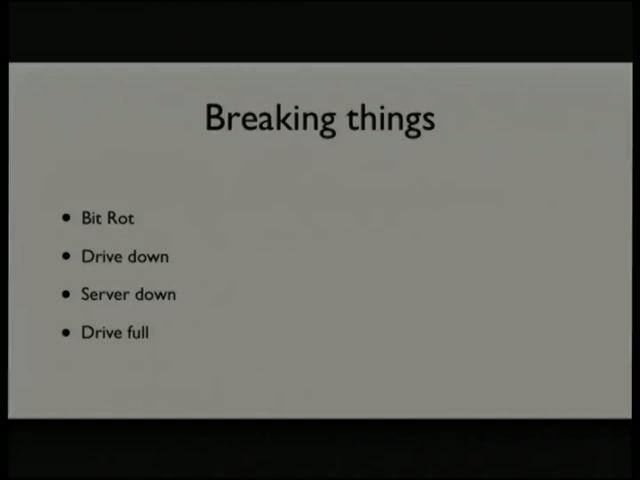 Breaking things
• Bit Rot
• Drive down
• Server down
• Drive full